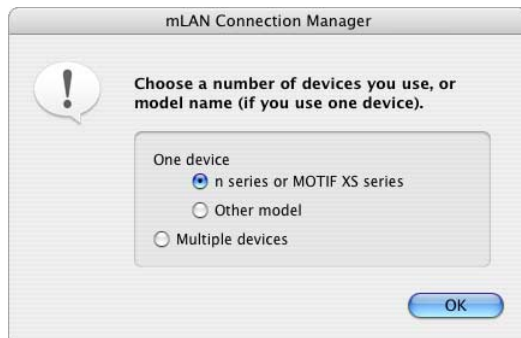 mLAN Connection Manager
Choose a number of devices you use, or
model name (if you use one device).
One device
n series or MOTIF XS series
Other model
Multiple devices
OK